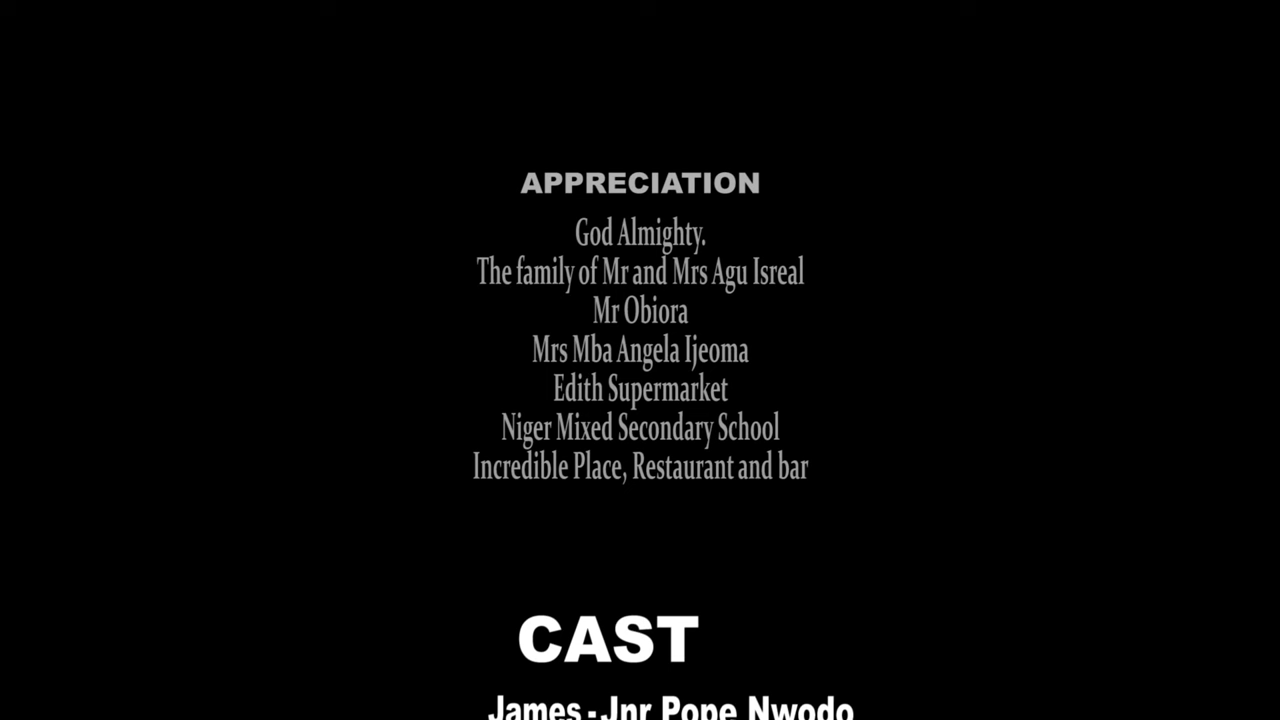 APPRECIATION
God Almighty.
The family of Mr and Mrs Agu Isreal
Mr Obiora
Mrs Mba Angela Ijeoma
Edith Supermarket
Niger Mixed Secondary School
Incredible Place, Restaurant and bar
CAST
James - Jnr Pope Nwodo